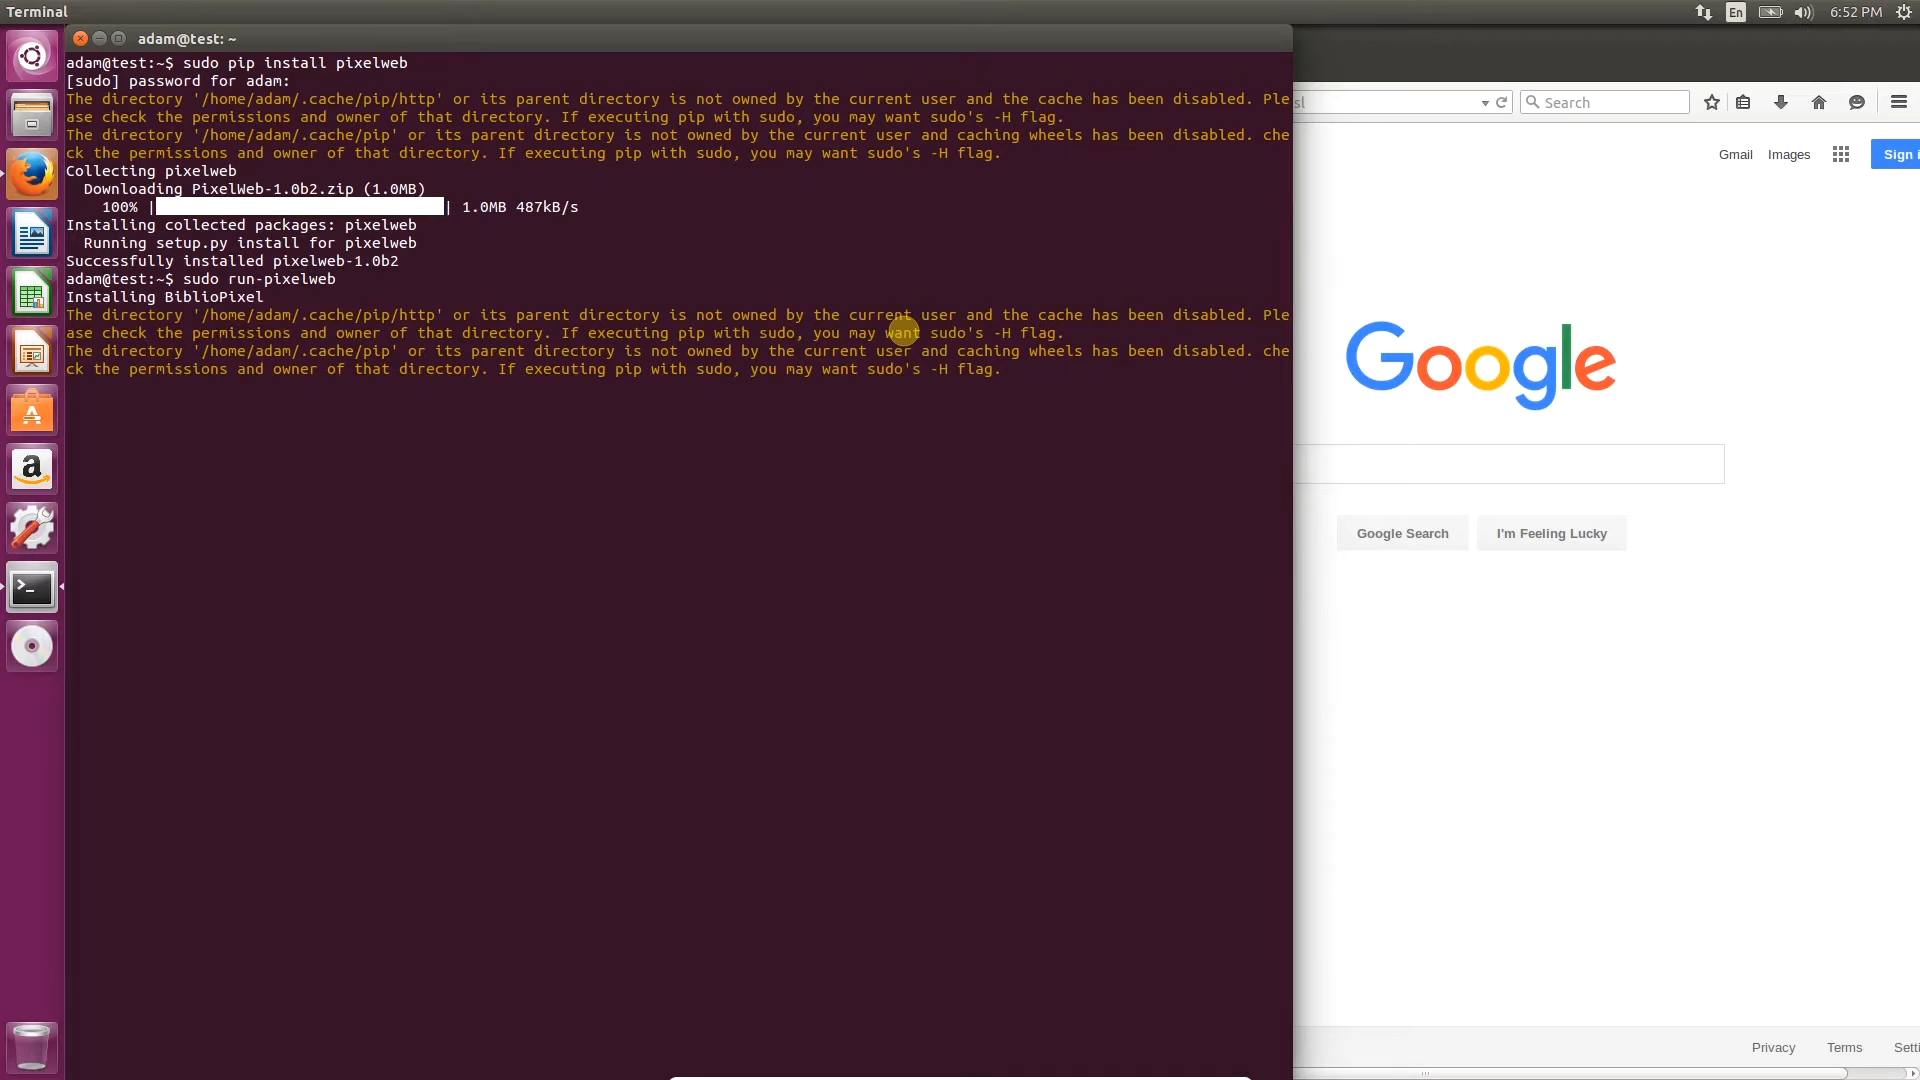 Terminal
En
6:52 PM
adam@test: ~
adam@test:~$ sudo pip install pixelweb
[sudo] password for adam:
The directory '/home/adam/.cache/pip/http' or its parent directory is not owned by the current user and the cache has been disabled. Ple
ase check the permissions and owner of that directory. If executing pip with sudo, you may want sudo's -H flag.
The directory '/home/adam/.cache/pip' or its parent directory is not owned by the current user and caching wheels has been disabled. che
ck the permissions and owner of that directory. If executing pip with sudo, you may want sudo's -H flag.
Collecting pixelweb
Downloading PixelWeb-1.0b2.zip (1.0MB)
100% | | 1.0MB 487kB/s
Installing collected packages: pixelweb
Running setup.py install for pixelweb
Successfully installed pixelweb-1.0b2
adam@test:~$ sudo run-pixelweb
Installing BiblioPixel
The directory '/home/adam/.cache/pip/http' or its parent directory is not owned by the current user and the cache has been disabled. Ple
ase check the permissions and owner of that directory. If executing pip with sudo, you may want sudo's -H flag.
The directory '/home/adam/.cache/pip' or its parent directory is not owned by the current user and caching wheels has been disabled. che
ck the permissions and owner of that directory. If executing pip with sudo, you may want sudo's -H flag.
sl
Search
Gmail Images
Sign i
Google
Google Search
I'm Feeling Lucky
Privacy Terms Setti